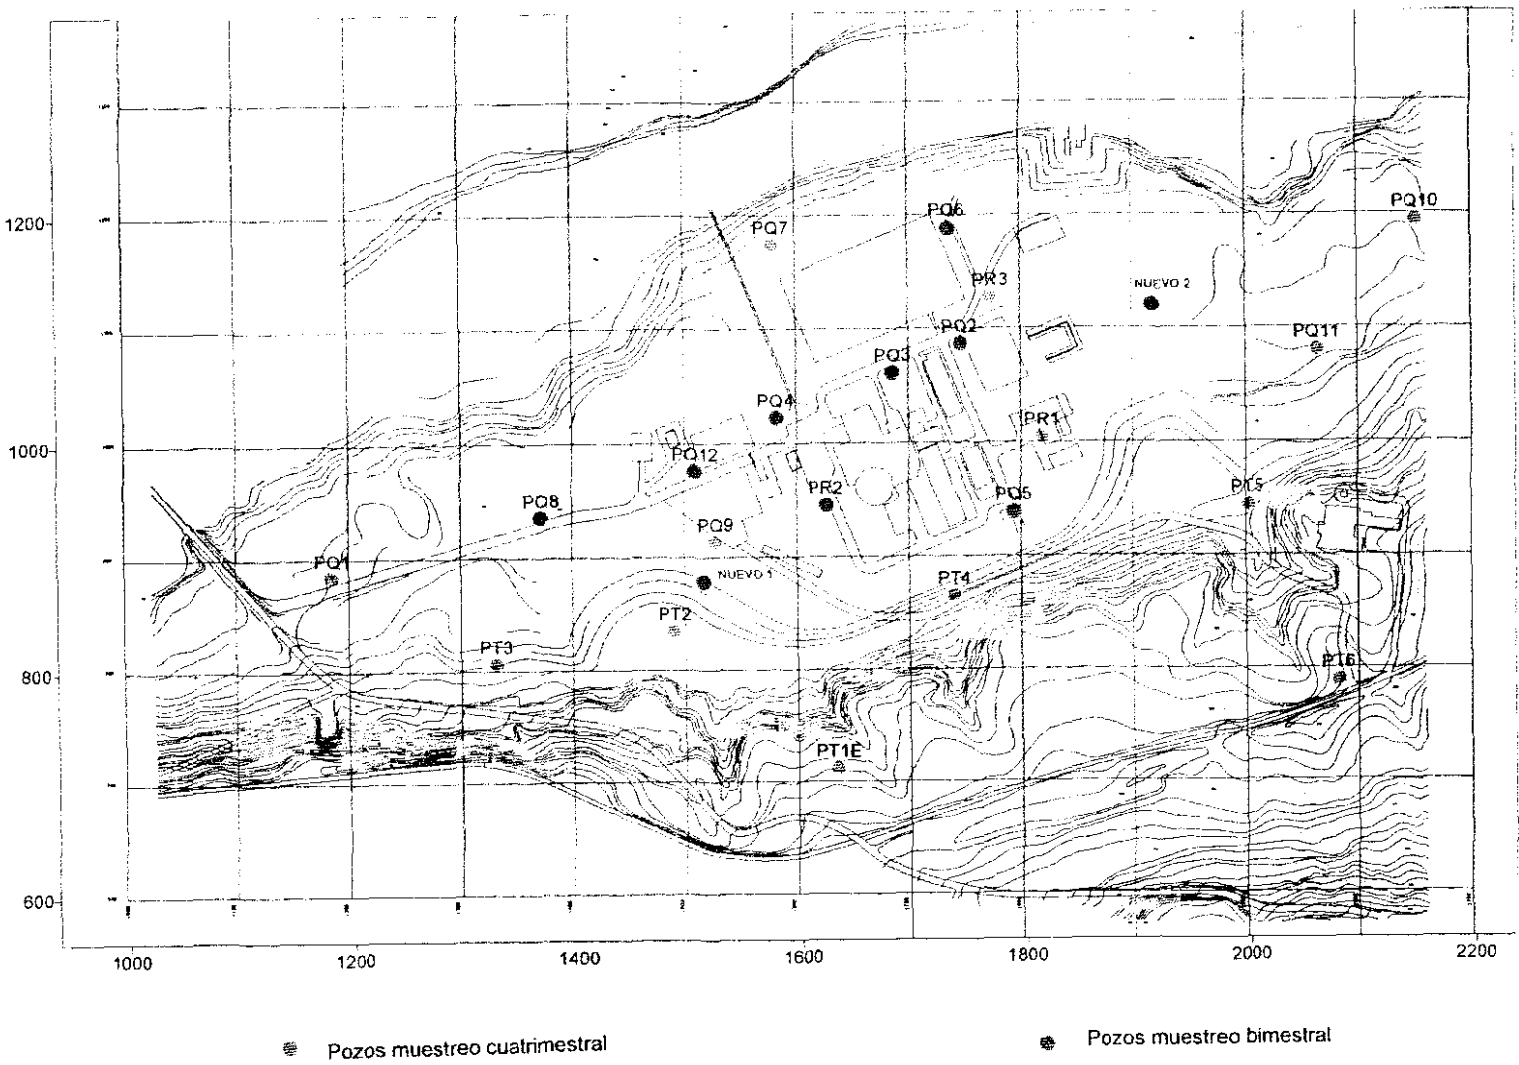 PQ10
1200
PQ6
PQ7
PR3
NUEVO 2
PQ2
PQ11
PQ3
PQ4
PR1
1000
PQ12
PQ8
PR2
PQ5
PT5
PQ9
PQ1
NUEVO 1
PT4
PT2
PT3
PT6
800
PT1E
600
1000 1200 1400 1600 1800 2000 2200
Pozos muestreo cuatrimestral
Pozos muestreo bimestral